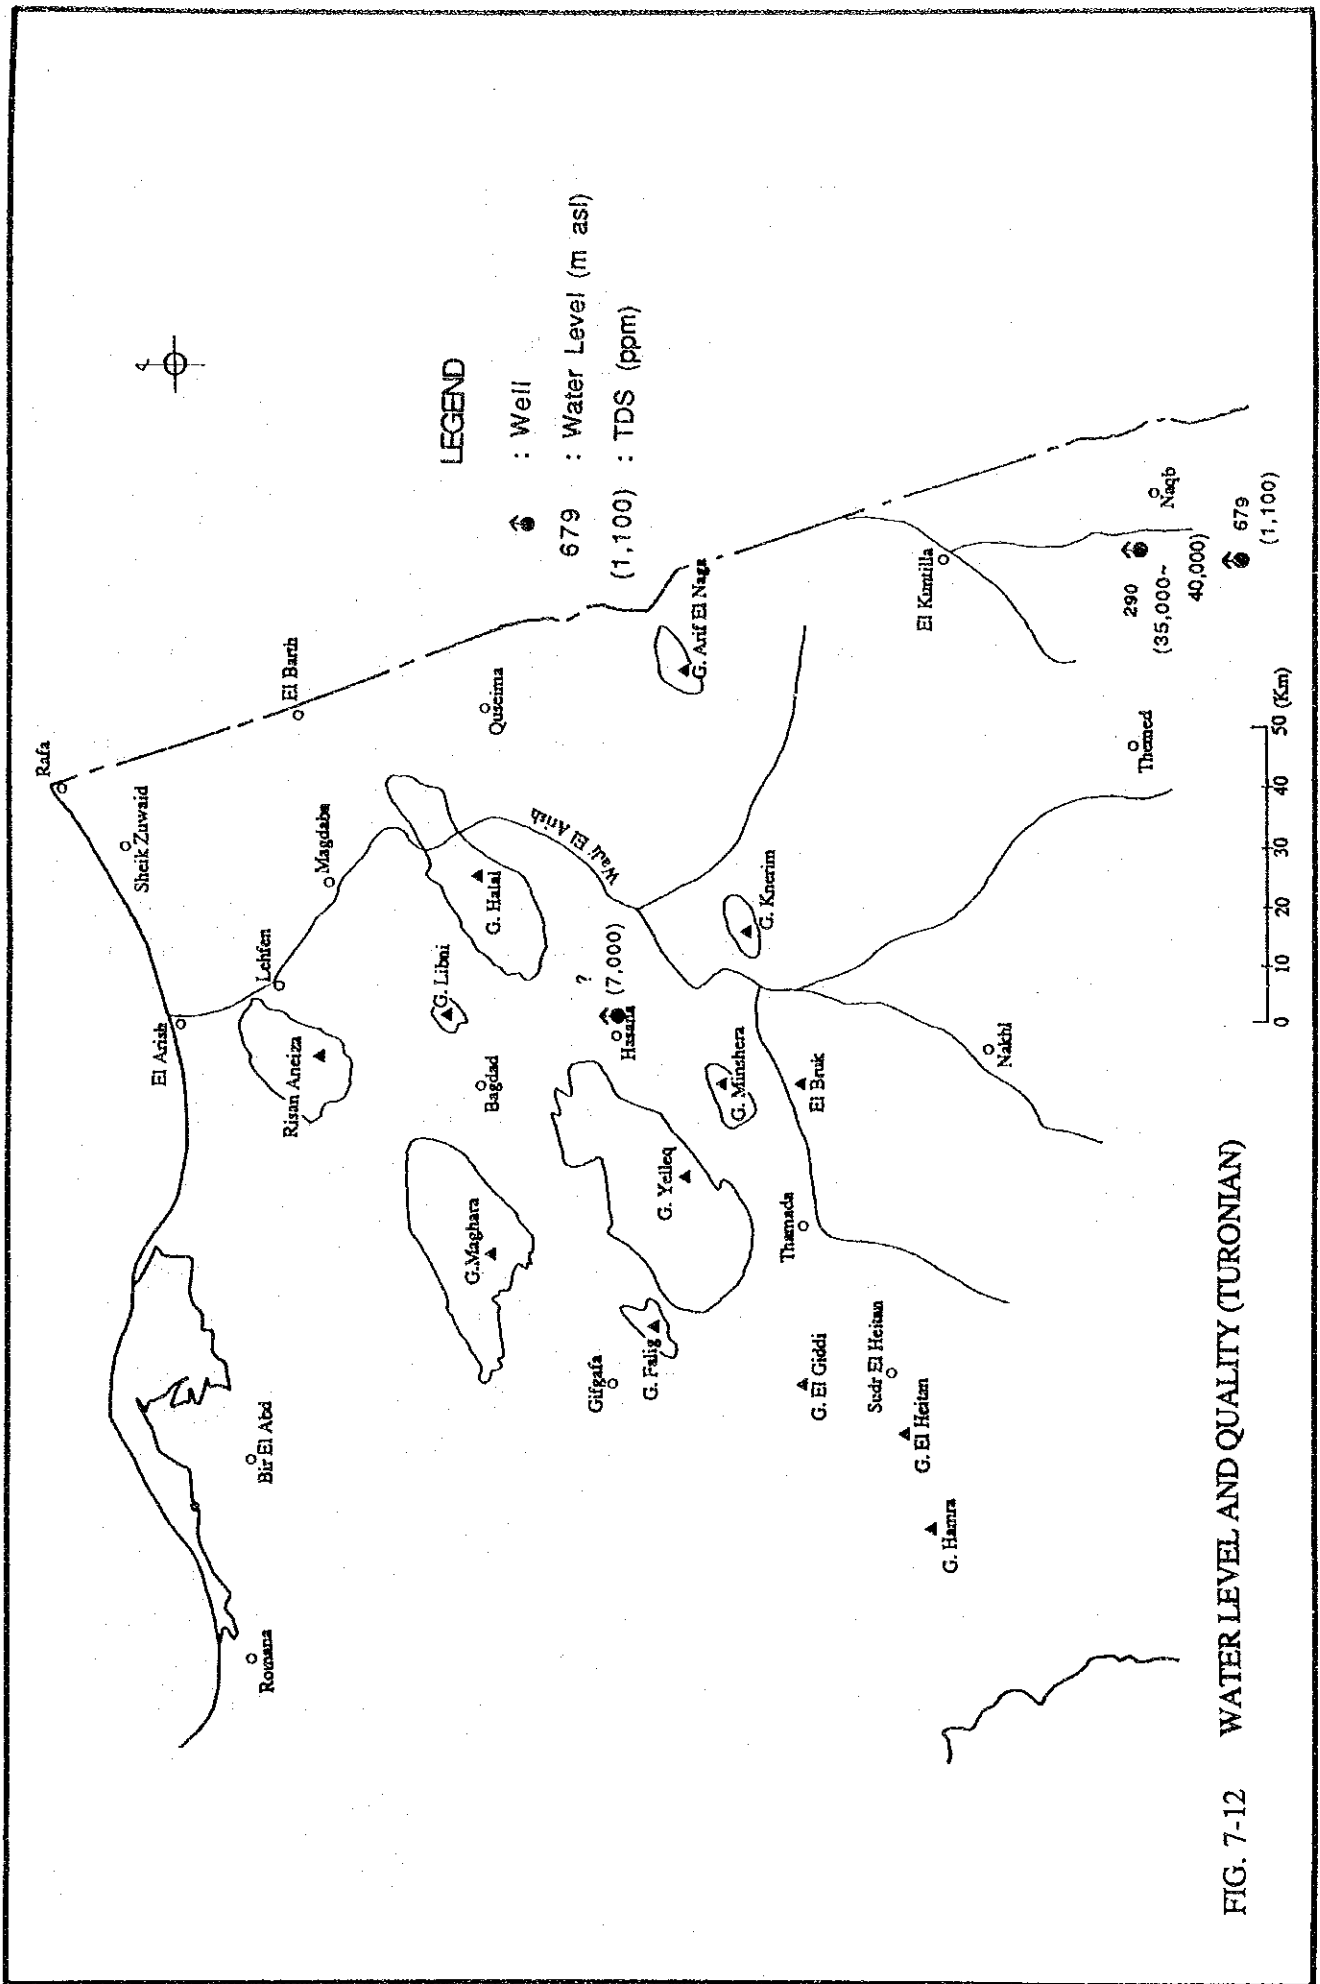 Rafa
Sheik Zuwaid
El Arish
El Barth
Magdaba
Lehfen
Risan Aneiza
Romana
Bir El Abd
G. Maghara
Bagdad
G. Libni
G. Halal
Quseima
Wadi El Arish
Gifgafa
G. Falig
G. Yelleq
Hasana
?
(7,000)
G. Minshera
G. Knerim
G. Arif El Naga
El Bruk
Thamada
G. El Giddi
Sudr El Heitan
G. El Heitan
G. Hamra
Nakhl
El Kuntilla
Themed
Naqb
290
(35,000~
40,000)
679
(1,100)
LEGEND
: Well
679 : Water Level (m asl)
(1,100) : TDS (ppm)
0 10 20 30 40 50 (Km)
FIG. 7-12 WATER LEVEL AND QUALITY (TURONIAN)